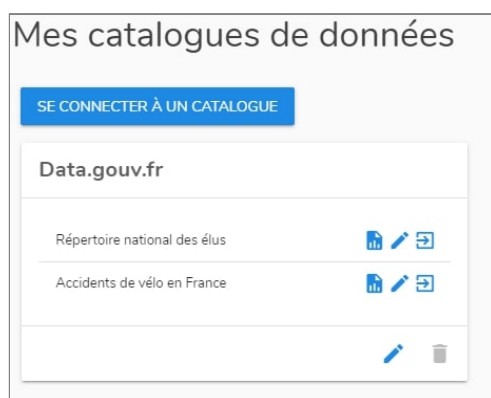 Mes catalogues de données
SE CONNECTER À UN CATALOGUE
Data.gouv.fr
Répertoire national des élus
Accidents de vélo en France